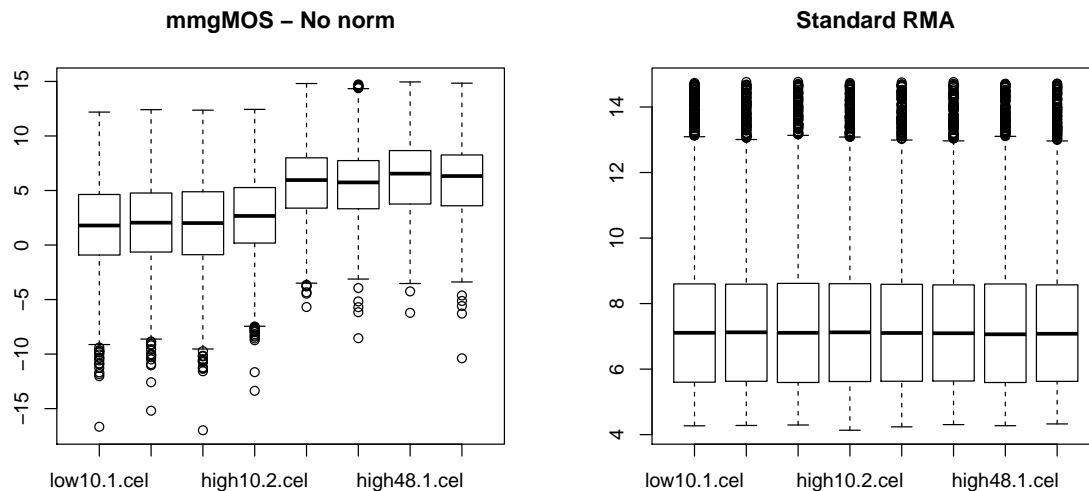 mmgMOS – No norm
15
10
5
0
−5
−10
−15
low10.1.cel
high10.2.cel
high48.1.cel
Standard RMA
14
12
10
8
6
4
low10.1.cel
high10.2.cel
high48.1.cel